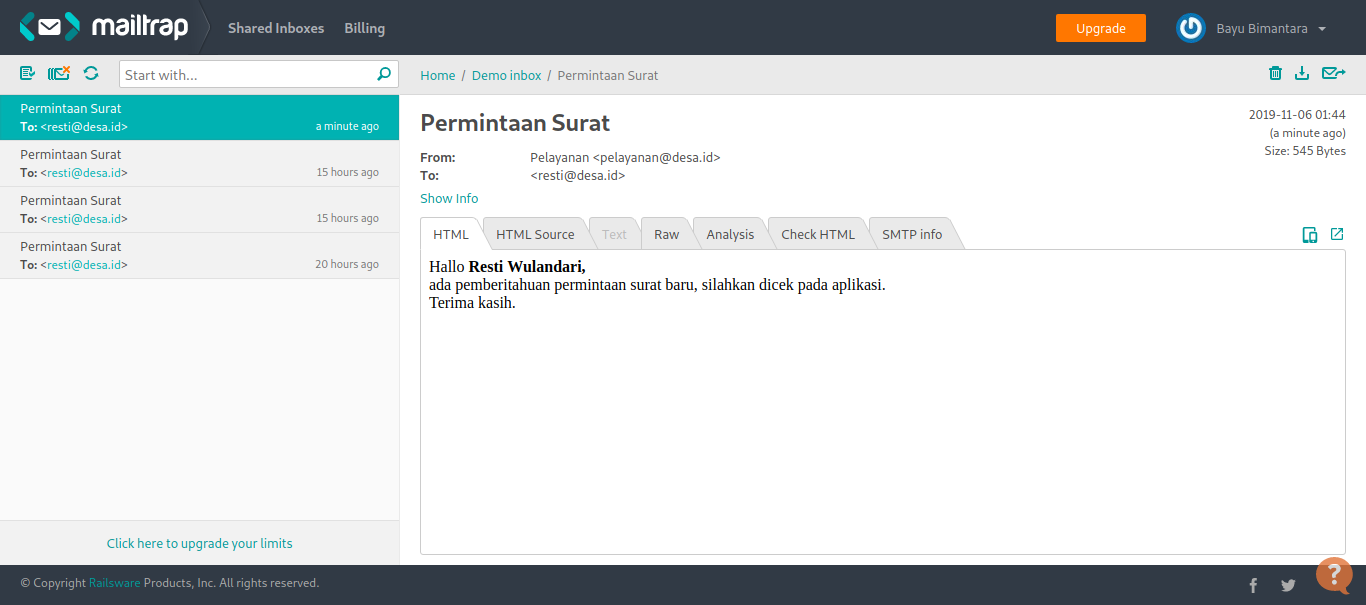 mailtrap
Shared Inboxes
Billing
Upgrade
Bayu Bimantara
Start with...
Home / Demo inbox / Permintaan Surat
Permintaan Surat
To: <resti@desa.id>
a minute ago
Permintaan Surat
To: <resti@desa.id>
15 hours ago
Permintaan Surat
To: <resti@desa.id>
15 hours ago
Permintaan Surat
To: <resti@desa.id>
20 hours ago
Click here to upgrade your limits
Permintaan Surat
2019-11-06 01:44
(a minute ago)
Size: 545 Bytes
From: Pelayanan <pelayanan@desa.id>
To: <resti@desa.id>
Show Info
HTML
HTML Source
Text
Raw
Analysis
Check HTML
SMTP info
Hallo Resti Wulandari,
ada pemberitahuan permintaan surat baru, silahkan dicek pada aplikasi.
Terima kasih.
© Copyright Railsware Products, Inc. All rights reserved.
?